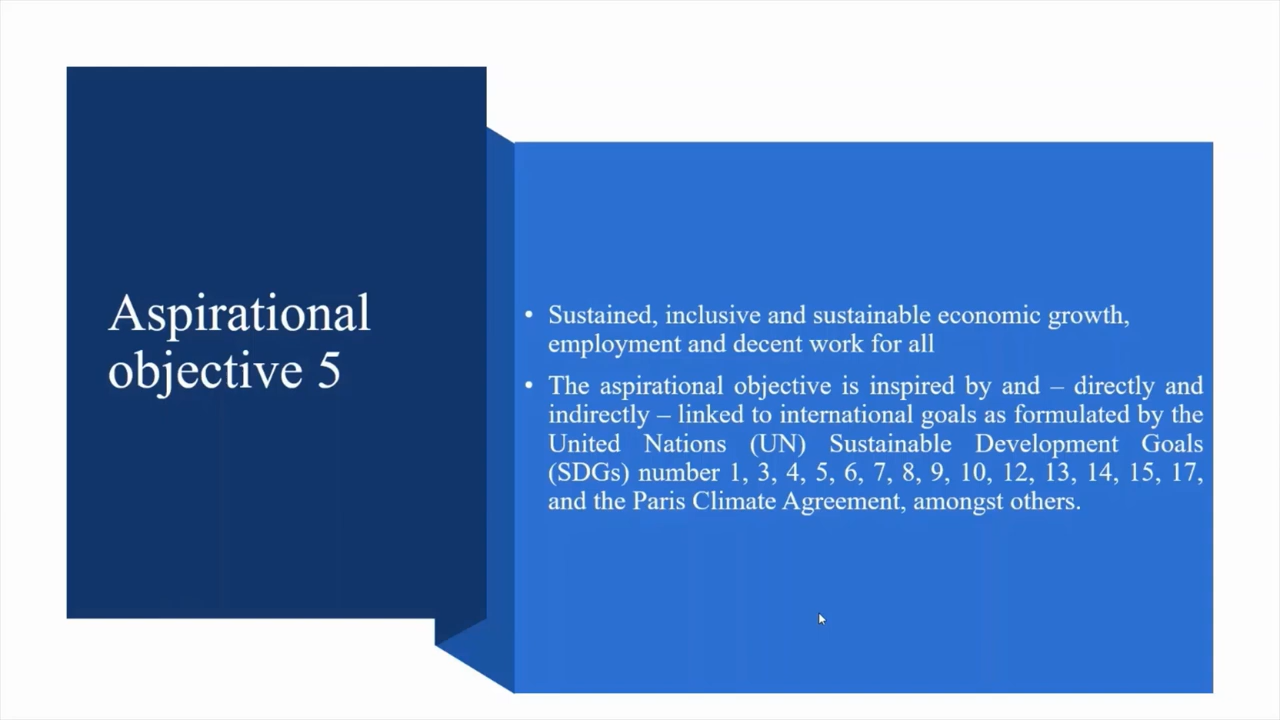 Aspirational
objective 5
• Sustained, inclusive and sustainable economic growth,
employment and decent work for all
• The aspirational objective is inspired by and – directly and
indirectly – linked to international goals as formulated by the
United Nations (UN) Sustainable Development Goals
(SDGs) number 1, 3, 4, 5, 6, 7, 8, 9, 10, 12, 13, 14, 15, 17,
and the Paris Climate Agreement, amongst others.